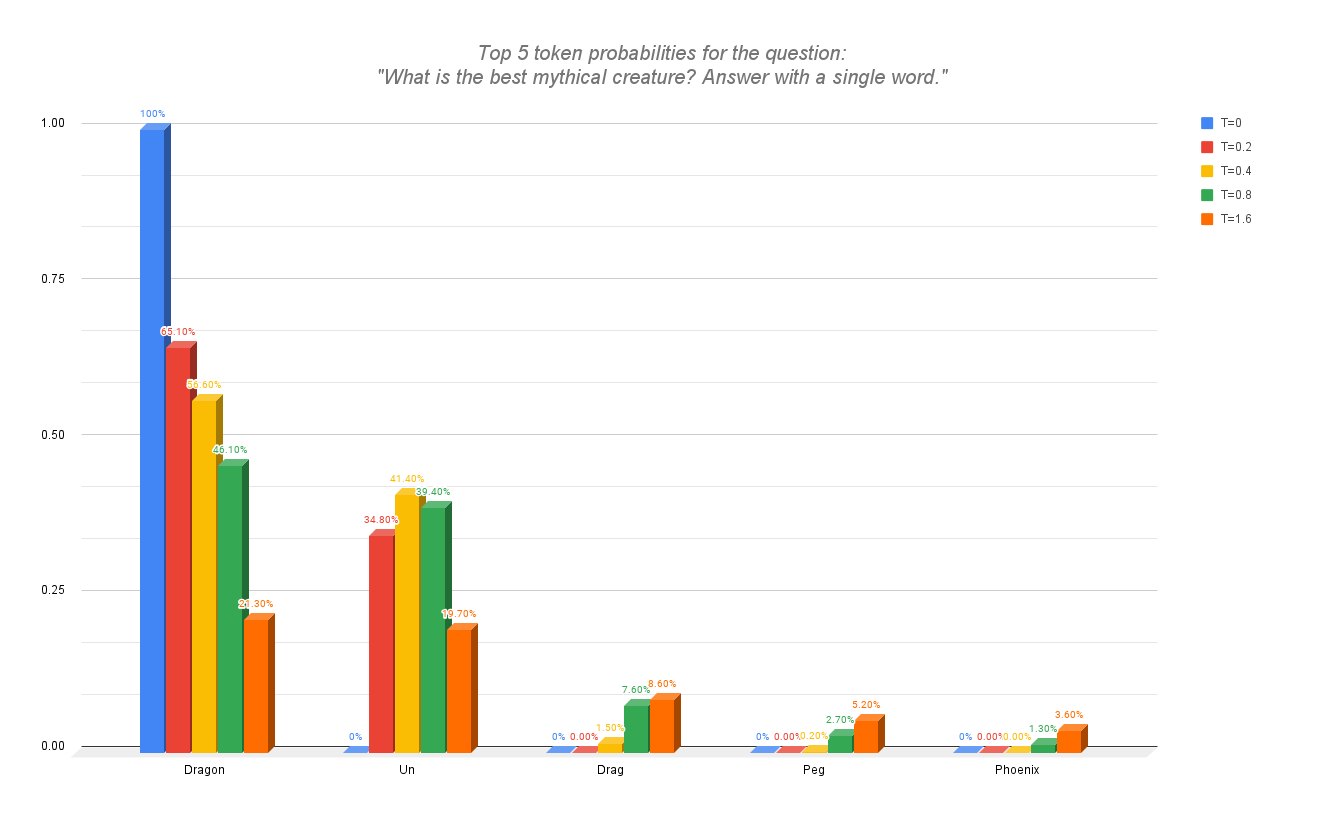 Top 5 token probabilities for the question:
"What is the best mythical creature? Answer with a single word."
1.00
0.75
0.50
0.25
0.00
100%
65.10%
56.60%
46.10%
21.30%
0%
34.80%
41.40%
39.40%
19.70%
0%
0.00%
1.50%
7.60%
8.60%
0%
0.00%
0.20%
2.70%
5.20%
0%
0.00%
0.00%
1.30%
3.60%
Dragon
Un
Drag
Peg
Phoenix
T=0
T=0.2
T=0.4
T=0.8
T=1.6